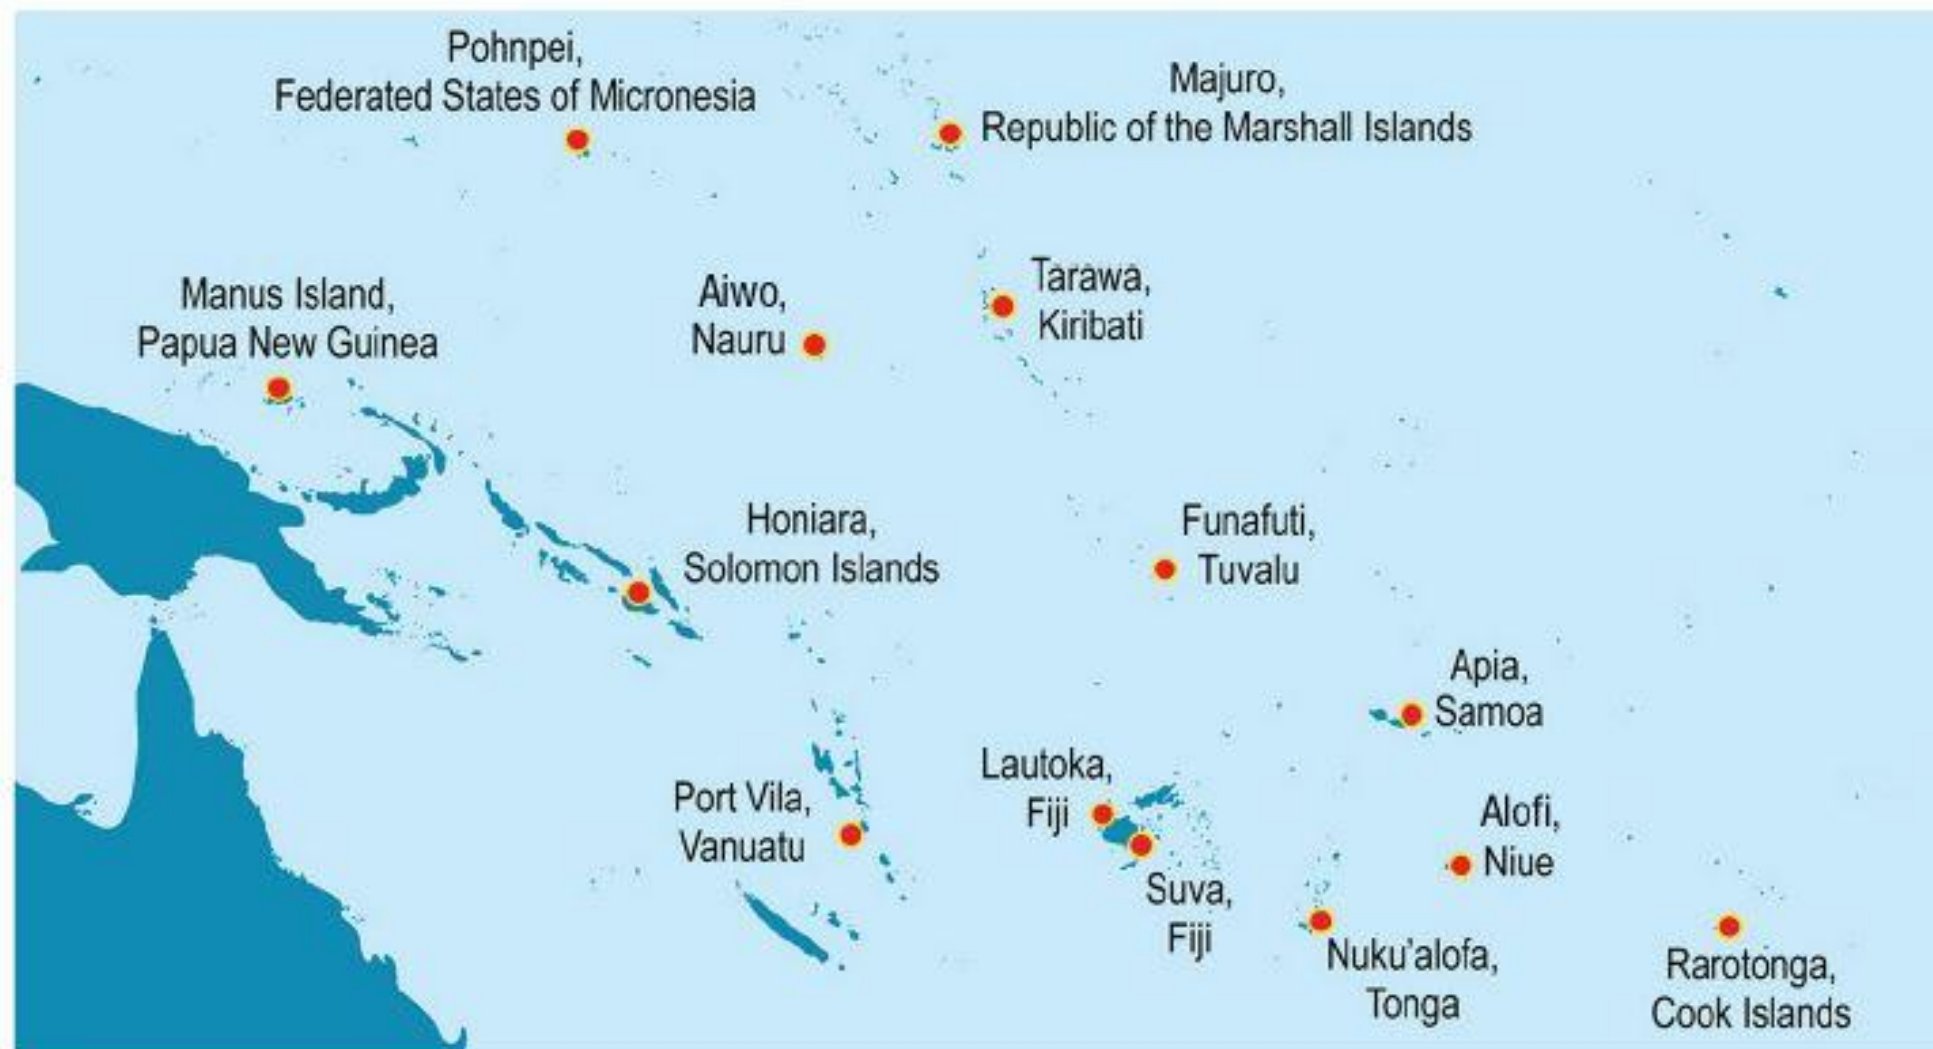 Pohnpei,
Federated States of Micronesia
Majuro,
Republic of the Marshall Islands
Manus Island,
Papua New Guinea
Aiwo,
Nauru
Tarawa,
Kiribati
Honiara,
Solomon Islands
Funafuti,
Tuvalu
Apia,
Samoa
Lautoka,
Fiji
Port Vila,
Vanuatu
Suva,
Fiji
Alofi,
Niue
Nuku'alofa,
Tonga
Rarotonga,
Cook Islands